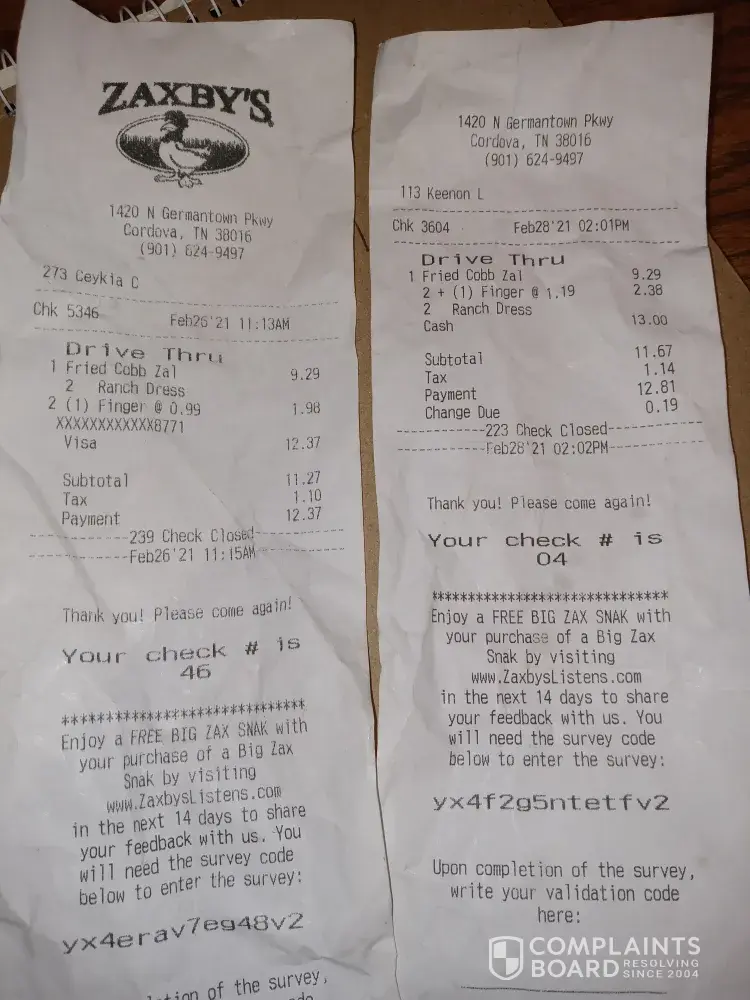 ZAXBY'S
1420 N Germantown Pkwy
Cordova, TN 38016
(901) 624-9497
273 Ceykia C
Chk 5346 Feb26'21 11:13AM
Drive Thru
1 Fried Cobb Zal 9.29
2 Ranch Dress
2 (1) Finger @ 0.99 1.98
XXXXXXXXXXXX8771
Visa 12.37
Subtotal 11.27
Tax 1.10
Payment 12.37
239 Check Closed
Feb26'21 11:15AM
Thank you! Please come again!
Your check # is
46
******************************
Enjoy a FREE BIG ZAX SNAK with
your purchase of a Big Zax
Snak by visiting
www.ZaxbysListens.com
in the next 14 days to share
your feedback with us. You
will need the survey code
below to enter the survey:
yx4erav7eg48v2
of the survey,
1420 N Germantown Pkwy
Cordova, TN 38016
(901) 624-9497
113 Keenon L
Chk 3604 Feb28'21 02:01PM
Drive Thru
1 Fried Cobb Zal 9.29
2 + (1) Finger @ 1.19 2.38
2 Ranch Dress
Cash 13.00
Subtotal 11.67
Tax 1.14
Payment 12.81
Change Due 0.19
223 Check Closed
Feb28'21 02:02PM
Thank you! Please come again!
Your check # is
04
******************************
Enjoy a FREE BIG ZAX SNAK with
your purchase of a Big Zax
Snak by visiting
www.ZaxbysListens.com
in the next 14 days to share
your feedback with us. You
will need the survey code
below to enter the survey:
yx4f2g5ntetfv2
Upon completion of the survey,
write your validation code
here:
COMPLAINTS
BOARD RESOLVING
SINCE 2004